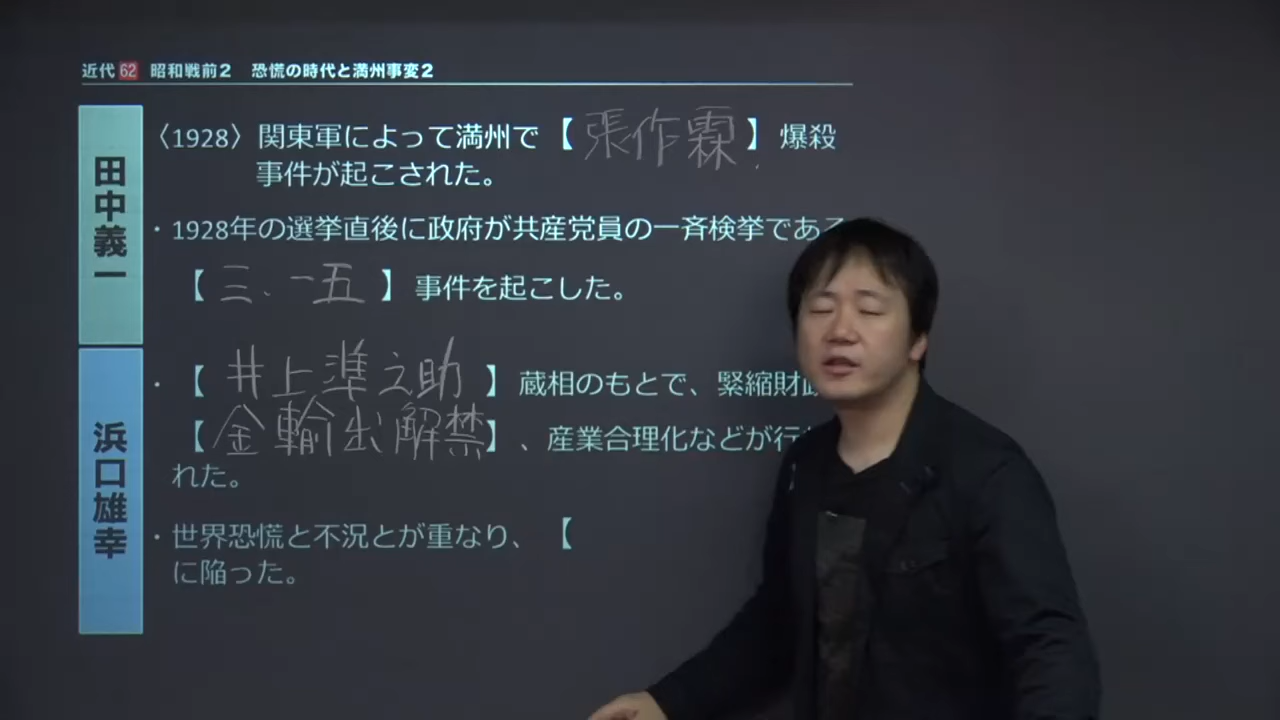 近代 62 昭和戦前2 恐慌の時代と満州事変2
田中義一
〈1928〉関東軍によって満州で【張作霖】爆殺
事件が起こされた。
・1928年の選挙直後に政府が共産党員の一斉検挙である
【三、一五】事件を起こした。
浜口雄幸
・【井上準之助】蔵相のもとで、緊縮財政
【金輸出解禁】、産業合理化などが行わ
れた。
・世界恐慌と不況とが重なり、【
に陥った。